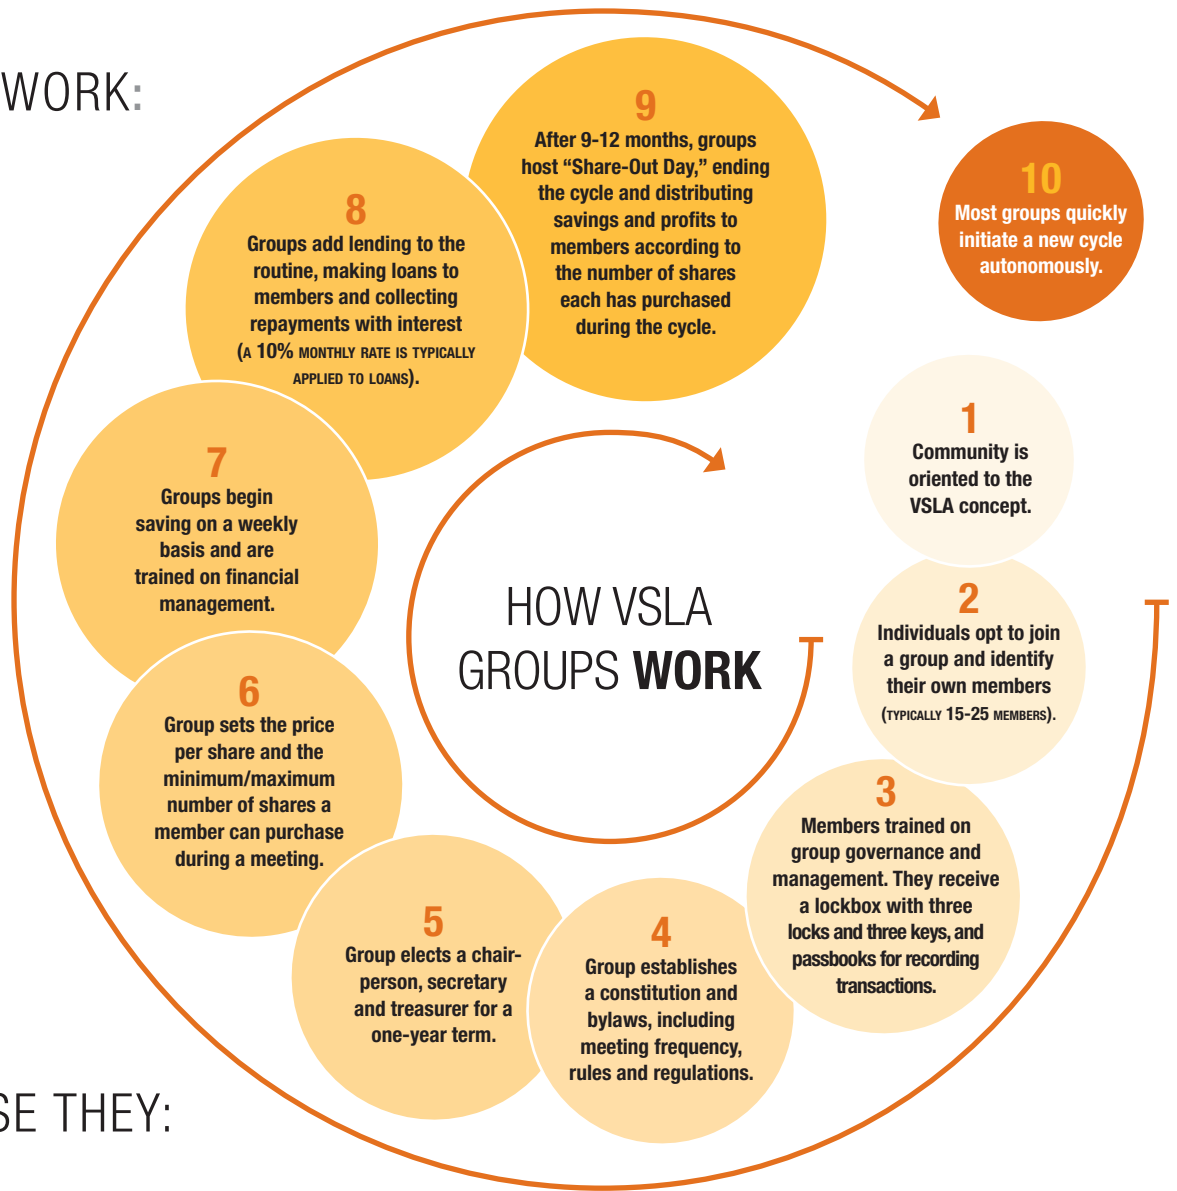 WORK:
HOW VSLA
GROUPS WORK
1
Community is
oriented to the
VSLA concept.
2
Individuals opt to join
a group and identify
their own members
(TYPICALLY 15-25 MEMBERS).
3
Members trained on
group governance and
management. They receive
a lockbox with three
locks and three keys, and
passbooks for recording
transactions.
4
Group establishes
a constitution and
bylaws, including
meeting frequency,
rules and regulations.
5
Group elects a chair-
person, secretary
and treasurer for a
one-year term.
6
Group sets the price
per share and the
minimum/maximum
number of shares a
member can purchase
during a meeting.
7
Groups begin
saving on a weekly
basis and are
trained on financial
management.
8
Groups add lending to the
routine, making loans to
members and collecting
repayments with interest
(A 10% MONTHLY RATE IS TYPICALLY
APPLIED TO LOANS).
9
After 9-12 months, groups
host “Share-Out Day,” ending
the cycle and distributing
savings and profits to
members according to
the number of shares
each has purchased
during the cycle.
10
Most groups quickly
initiate a new cycle
autonomously.
SE THEY: